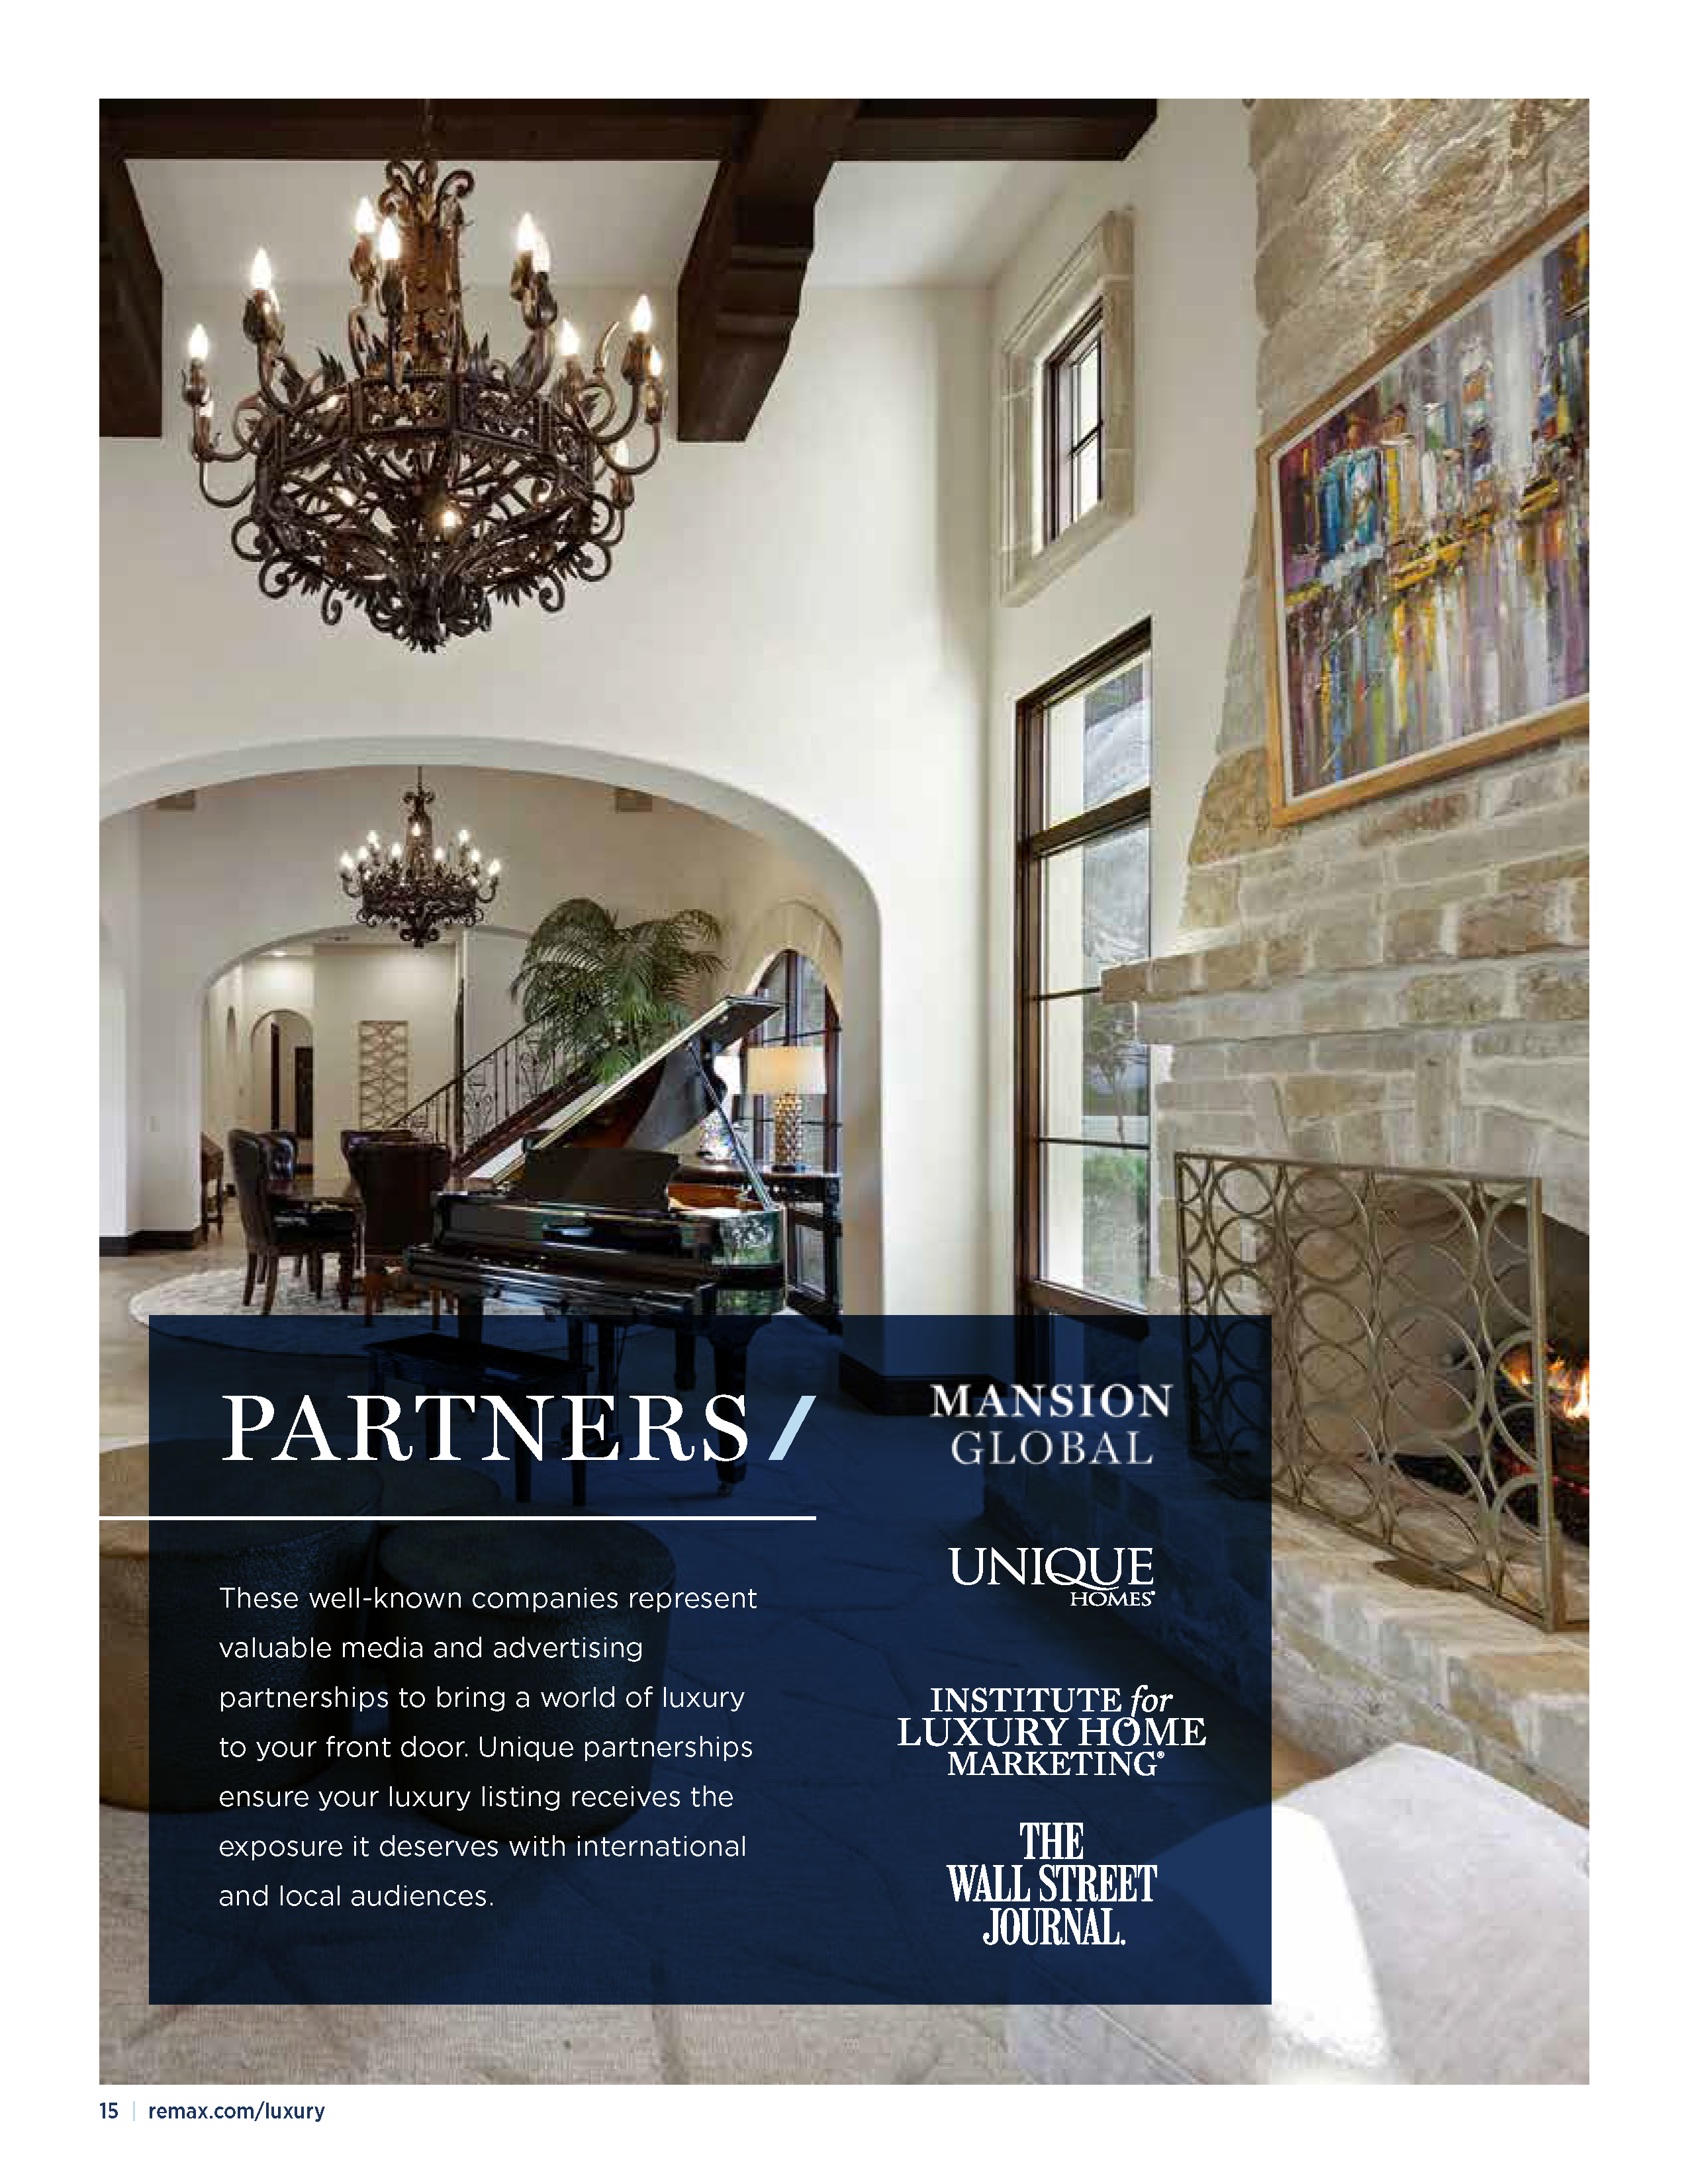 PARTNERS /
These well-known companies represent
valuable media and advertising
partnerships to bring a world of luxury
to your front door. Unique partnerships
ensure your luxury listing receives the
exposure it deserves with international
and local audiences.
MANSION
GLOBAL
UNIQUE
HOMES®
INSTITUTE for
LUXURY HOME
MARKETING®
THE
WALL STREET
JOURNAL.
15 | remax.com/luxury